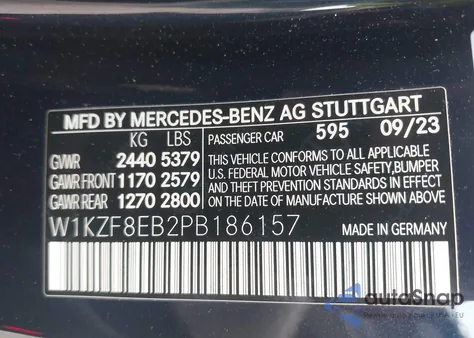 MFD BY MERCEDES-BENZ AG STUTTGART
KG LBS
GVWR 2440 5379
GAWR FRONT 1170 2579
GAWR REAR 1270 2800
PASSENGER CAR 595 09/23
THIS VEHICLE CONFORMS TO ALL APPLICABLE
U.S. FEDERAL MOTOR VEHICLE SAFETY, BUMPER
AND THEFT PREVENTION STANDARDS IN EFFECT
ON THE DATE OF MANUFACTURE SHOWN ABOVE.
W1KZF8EB2PB186157
MADE IN GERMANY
autoSnap